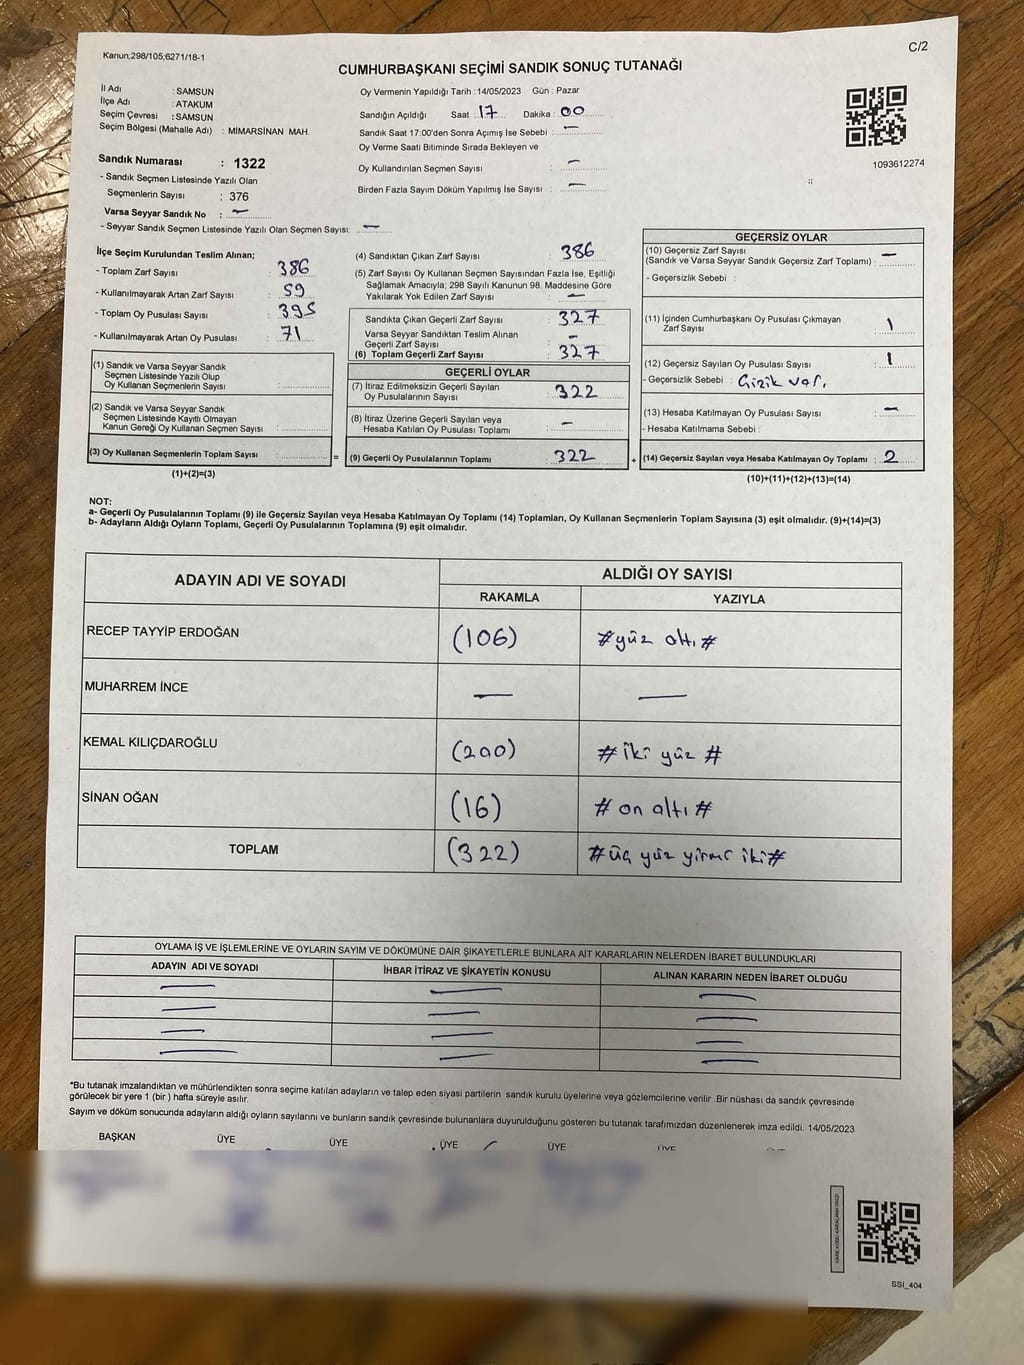 Kanun;298/105;6271/18-1
C/2
CUMHURBAŞKANI SEÇİMİ SANDIK SONUÇ TUTANAĞI
İl Adı : SAMSUN
İlçe Adı : ATAKUM
Seçim Çevresi : SAMSUN
Seçim Bölgesi (Mahalle Adı) : MİMARSİNAN MAH.
Sandık Numarası : 1322
- Sandık Seçmen Listesinde Yazılı Olan
Seçmenlerin Sayısı : 376
Varsa Seyyar Sandık No : —
- Seyyar Sandık Seçmen Listesinde Yazılı Olan Seçmen Sayısı: —
Oy Vermenin Yapıldığı Tarih : 14/05/2023 Gün : Pazar
Sandığın Açıldığı Saat : 17 Dakika : 00
Sandık Saat 17:00'den Sonra Açımış İse Sebebi : —
Oy Verme Saati Bitiminde Sırada Bekleyen ve
Oy Kullandırılan Seçmen Sayısı : —
Birden Fazla Sayım Döküm Yapılmış İse Sayısı : —
1093612274
İlçe Seçim Kurulundan Teslim Alınan;
- Toplam Zarf Sayısı : 386
- Kullanılmayarak Artan Zarf Sayısı : 59
- Toplam Oy Pusulası Sayısı : 395
- Kullanılmayarak Artan Oy Pusulası : 71
(1) Sandık ve Varsa Seyyar Sandık
Seçmen Listesinde Yazılı Olup
Oy Kullanan Seçmenlerin Sayısı :
(2) Sandık ve Varsa Seyyar Sandık
Seçmen Listesinde Kayıtlı Olmayan
Kanun Gereği Oy Kullanan Seçmen Sayısı :
(3) Oy Kullanan Seçmenlerin Toplam Sayısı : =
(1)+(2)=(3)
(4) Sandıktan Çıkan Zarf Sayısı : 386
(5) Zarf Sayısı Oy Kullanan Seçmen Sayısından Fazla İse, Eşitliği
Sağlamak Amacıyla; 298 Sayılı Kanunun 98. Maddesine Göre
Yakılarak Yok Edilen Zarf Sayısı : —
Sandıkta Çıkan Geçerli Zarf Sayısı : 327
Varsa Seyyar Sandıktan Teslim Alınan
Geçerli Zarf Sayısı : —
(6) Toplam Geçerli Zarf Sayısı : 327
GEÇERLİ OYLAR
(7) İtiraz Edilmeksizin Geçerli Sayılan
Oy Pusulalarının Sayısı : 322
(8) İtiraz Üzerine Geçerli Sayılan veya
Hesaba Katılan Oy Pusulası Toplamı : —
(9) Geçerli Oy Pusulalarının Toplamı : 322 +
GEÇERSİZ OYLAR
(10) Geçersiz Zarf Sayısı
(Sandık ve Varsa Seyyar Sandık Geçersiz Zarf Toplamı) : —
- Geçersizlik Sebebi :
(11) İçinden Cumhurbaşkanı Oy Pusulası Çıkmayan
Zarf Sayısı : 1
(12) Geçersiz Sayılan Oy Pusulası Sayısı : 1
- Geçersizlik Sebebi : Çizik var.
(13) Hesaba Katılmayan Oy Pusulası Sayısı : —
- Hesaba Katılmama Sebebi :
(14) Geçersiz Sayılan veya Hesaba Katılmayan Oy Toplamı : 2
(10)+(11)+(12)+(13)=(14)
NOT:
a- Geçerli Oy Pusulalarının Toplamı (9) ile Geçersiz Sayılan veya Hesaba Katılmayan Oy Toplamı (14) Toplamları, Oy Kullanan Seçmenlerin Toplam Sayısına (3) eşit olmalıdır. (9)+(14)=(3)
b- Adayların Aldığı Oyların Toplamı, Geçerli Oy Pusulalarının Toplamına (9) eşit olmalıdır.
ADAYIN ADI VE SOYADI ALDIĞI OY SAYISI
RAKAMLA YAZIYLA
RECEP TAYYİP ERDOĞAN (106) #yüz altı#
MUHARREM İNCE — —
KEMAL KILIÇDAROĞLU (200) #iki yüz#
SİNAN OĞAN (16) #on altı#
TOPLAM (322) #üç yüz yirmi iki#
OYLAMA İŞ VE İŞLEMLERİNE VE OYLARIN SAYIM VE DÖKÜMÜNE DAİR ŞİKAYETLERLE BUNLARA AİT KARARLARIN NELERDEN İBARET BULUNDUKLARI
ADAYIN ADI VE SOYADI İHBAR İTİRAZ VE ŞİKAYETİN KONUSU ALINAN KARARIN NEDEN İBARET OLDUĞU
— — —
— — —
— — —
— — —
*Bu tutanak imzalandıktan ve mühürlendikten sonra seçime katılan adayların ve talep eden siyasi partilerin sandık kurulu üyelerine veya gözlemcilerine verilir .Bir nüshası da sandık çevresinde
görülecek bir yere 1 (bir ) hafta süreyle asılır.
Sayım ve döküm sonucunda adayların aldığı oyların sayılarını ve bunların sandık çevresinde bulunanlara duyurulduğunu gösteren bu tutanak tarafımızdan düzenlenerek imza edildi. 14/05/2023
BAŞKAN ÜYE ÜYE ÜYE ÜYE ÜYE
SSI_404